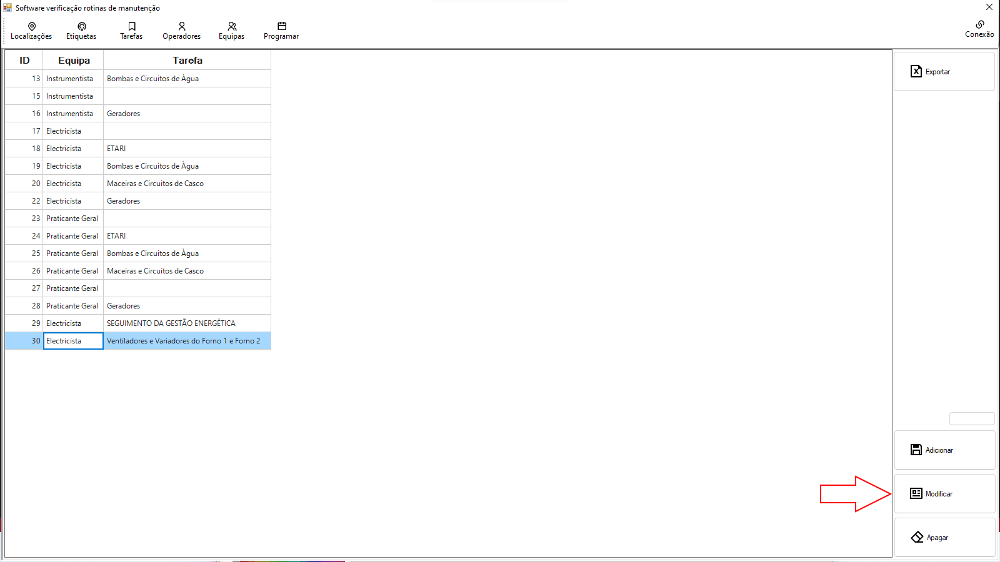 Software verificação rotinas de manutenção
Localizações Etiquetas Tarefas Operadores Equipas Programar Conexão
ID Equipa Tarefa
13 Instrumentista Bombas e Circuitos de Àgua
15 Instrumentista
16 Instrumentista Geradores
17 Electricista
18 Electricista ETARI
19 Electricista Bombas e Circuitos de Àgua
20 Electricista Maceiras e Circuitos de Casco
22 Electricista Geradores
23 Praticante Geral
24 Praticante Geral ETARI
25 Praticante Geral Bombas e Circuitos de Àgua
26 Praticante Geral Maceiras e Circuitos de Casco
27 Praticante Geral
28 Praticante Geral Geradores
29 Electricista SEGUIMENTO DA GESTÃO ENERGÉTICA
30 Electricista Ventiladores e Variadores do Forno 1 e Forno 2
Exportar
Adicionar
Modificar
Apagar